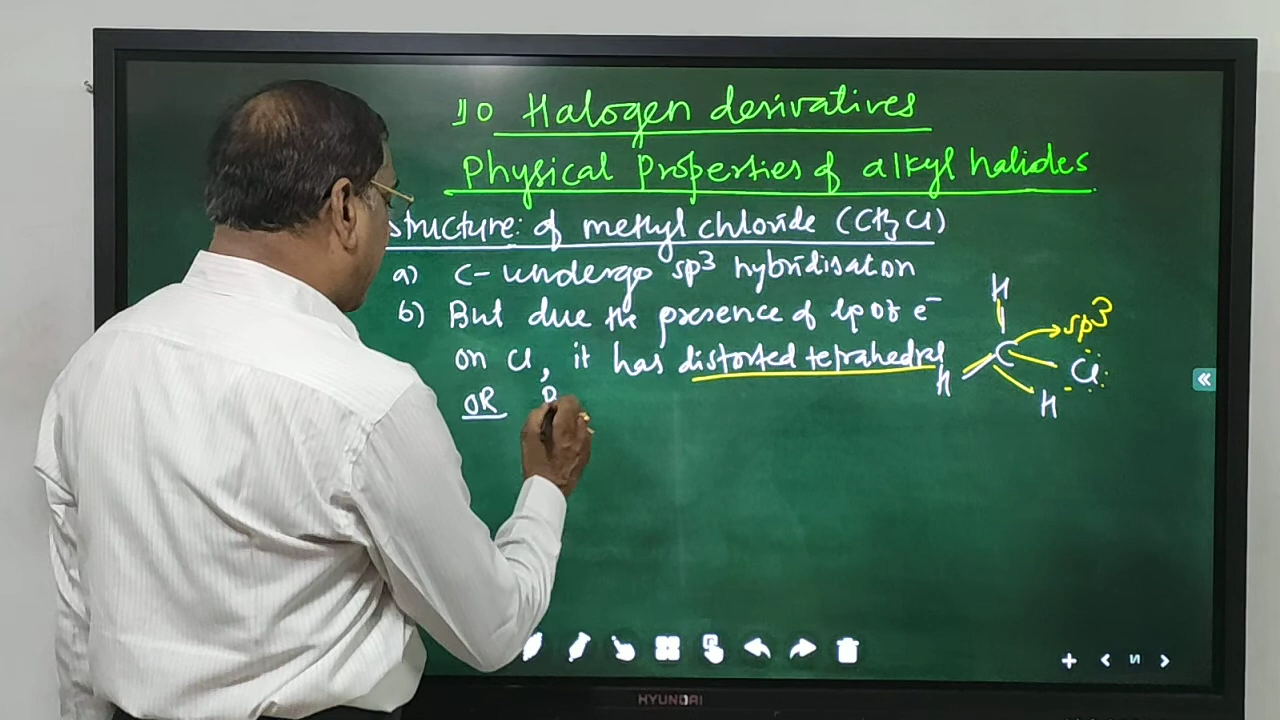 10 Halogen derivatives
Physical Properties of alkyl halides
Structure: of methyl chloride (CH3Cl)
a) C- undergo sp³ hybridisation
b) But due the presence of lp of e⁻
on Cl, it has distorted tetrahedral
OR
H
sp3
C
Cl
H
H
HYUNDAI